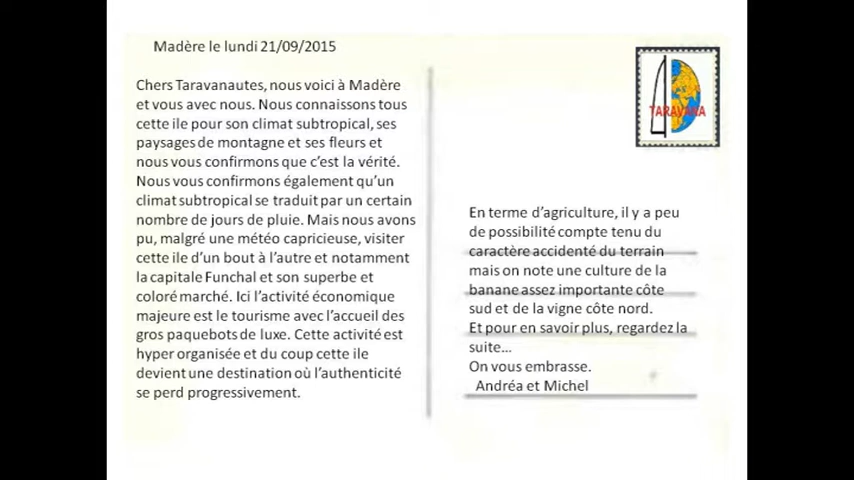 Madère le lundi 21/09/2015
Chers Taravanautes, nous voici à Madère
et vous avec nous. Nous connaissons tous
cette ile pour son climat subtropical, ses
paysages de montagne et ses fleurs et
nous vous confirmons que c'est la vérité.
Nous vous confirmons également qu'un
climat subtropical se traduit par un certain
nombre de jours de pluie. Mais nous avons
pu, malgré une météo capricieuse, visiter
cette ile d'un bout à l'autre et notamment
la capitale Funchal et son superbe et
coloré marché. Ici l'activité économique
majeure est le tourisme avec l'accueil des
gros paquebots de luxe. Cette activité est
hyper organisée et du coup cette ile
devient une destination où l'authenticité
se perd progressivement.
TARAVANA
En terme d'agriculture, il y a peu
de possibilité compte tenu du
caractère accidenté du terrain
mais on note une culture de la
banane assez importante côte
sud et de la vigne côte nord.
Et pour en savoir plus, regardez la
suite...
On vous embrasse.
Andréa et Michel